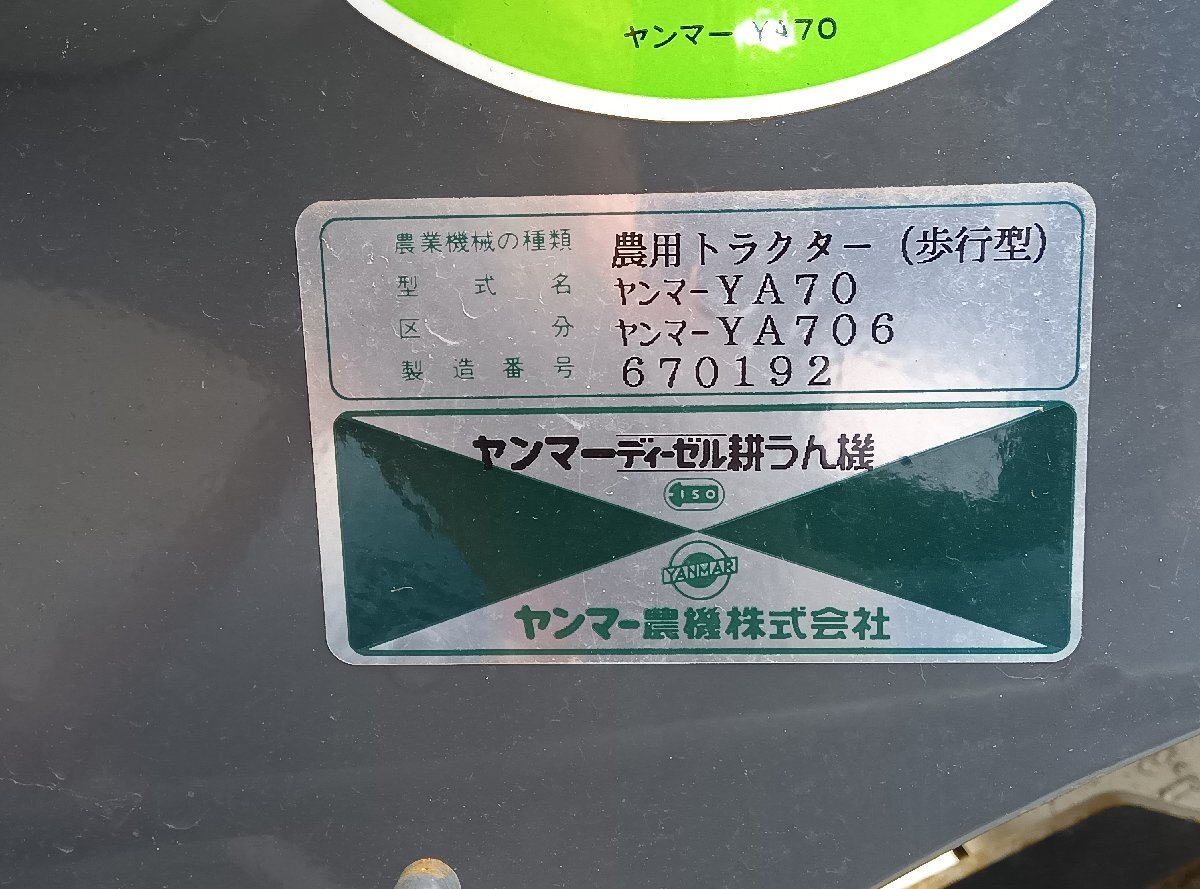 ヤンマー YA70
農業機械の種類 農用トラクター(歩行型)
型式名 ヤンマーYA70
区分 ヤンマーYA706
製造番号 670192
ヤンマーディーゼル耕うん機
ISO
YANMAR
ヤンマー農機株式会社